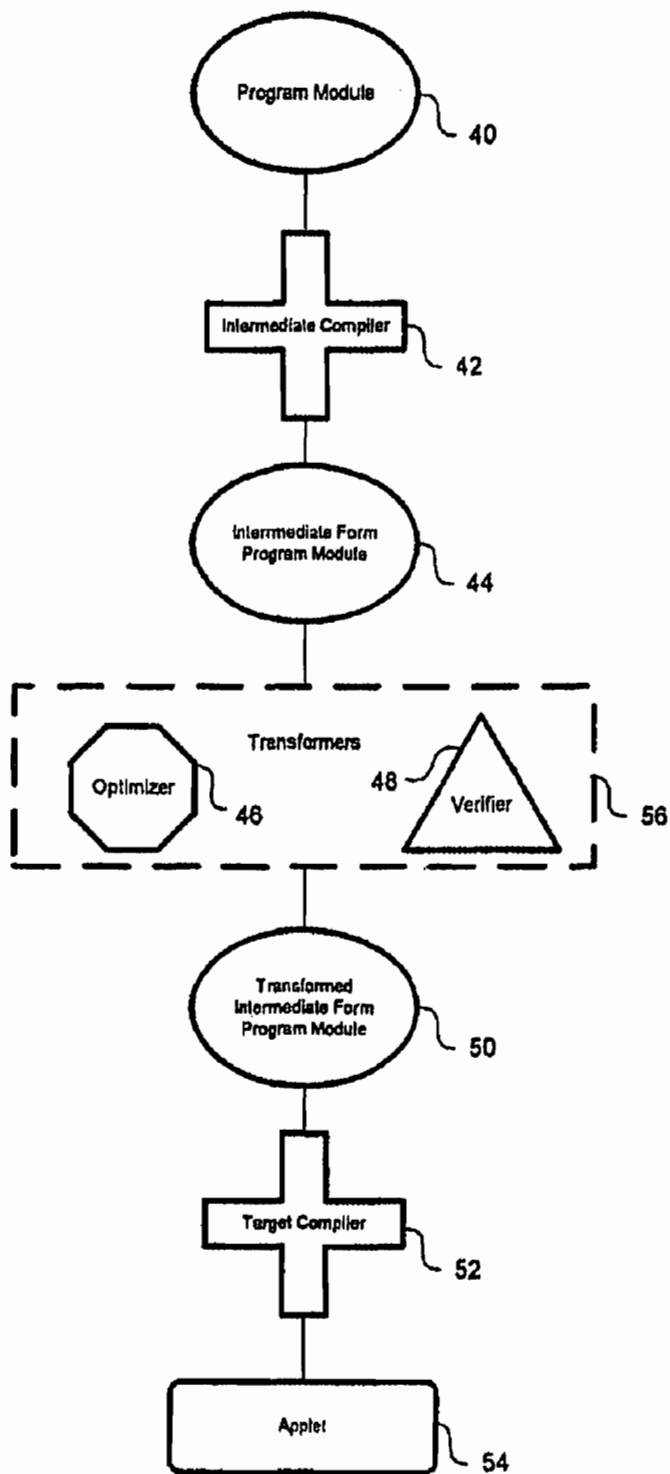 Program Module
40
Intermediate Compiler
42
Intermediate Form
Program Module
44
Transformers
Optimizer
46
48
Verifier
56
Transformed
Intermediate Form
Program Module
50
Target Compiler
52
Applet
54